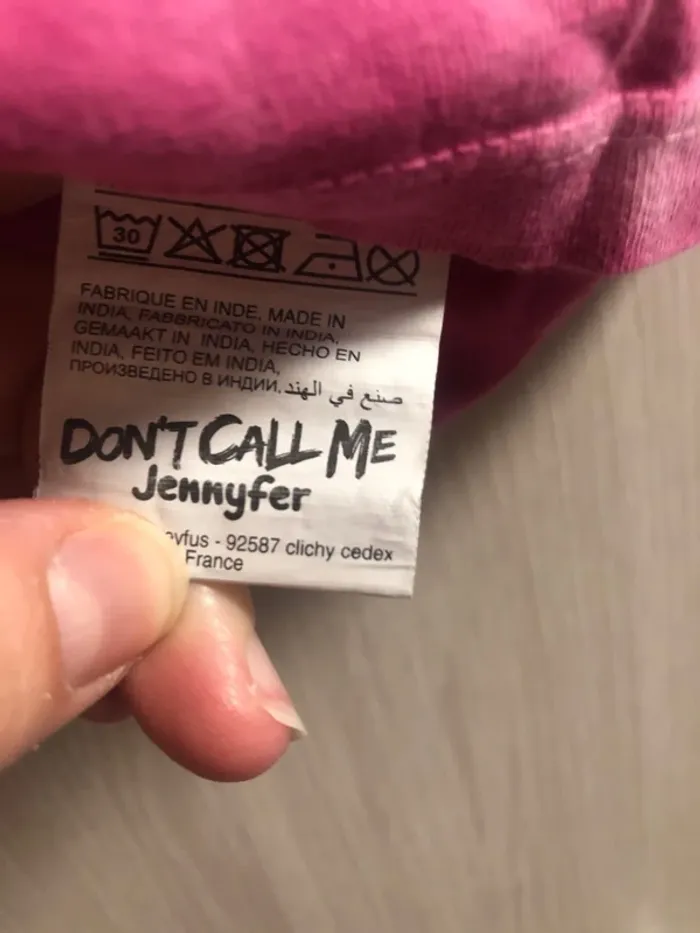 30
FABRIQUE EN INDE, MADE IN
INDIA, FABBRICATO IN INDIA,
GEMAAKT IN INDIA, HECHO EN
INDIA, FEITO EM INDIA,
ПРОИЗВЕДЕНО В ИНДИИ. صنع في الهند
DON'T CALL ME
Jennyfer
- 92587 clichy cedex
France